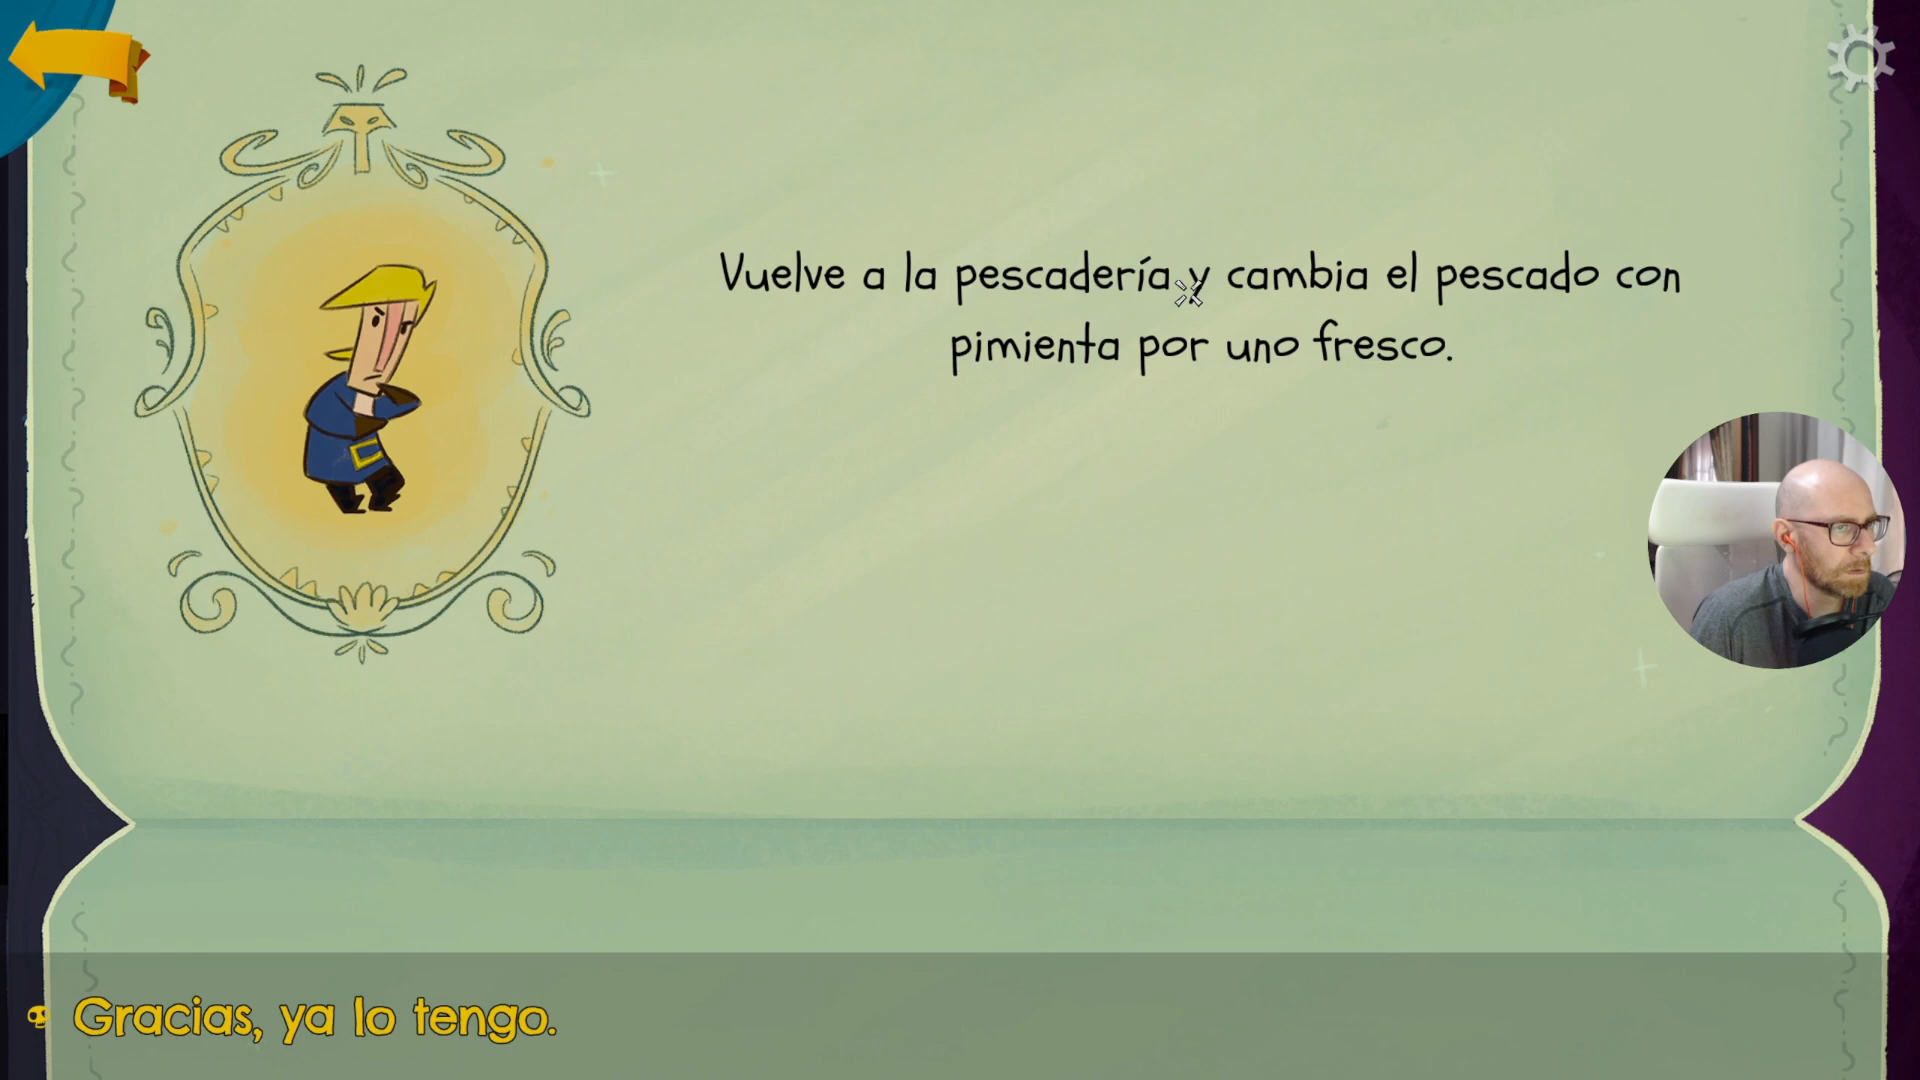 Vuelve a la pescadería y cambia el pescado con
pimienta por uno fresco.
Gracias, ya lo tengo.